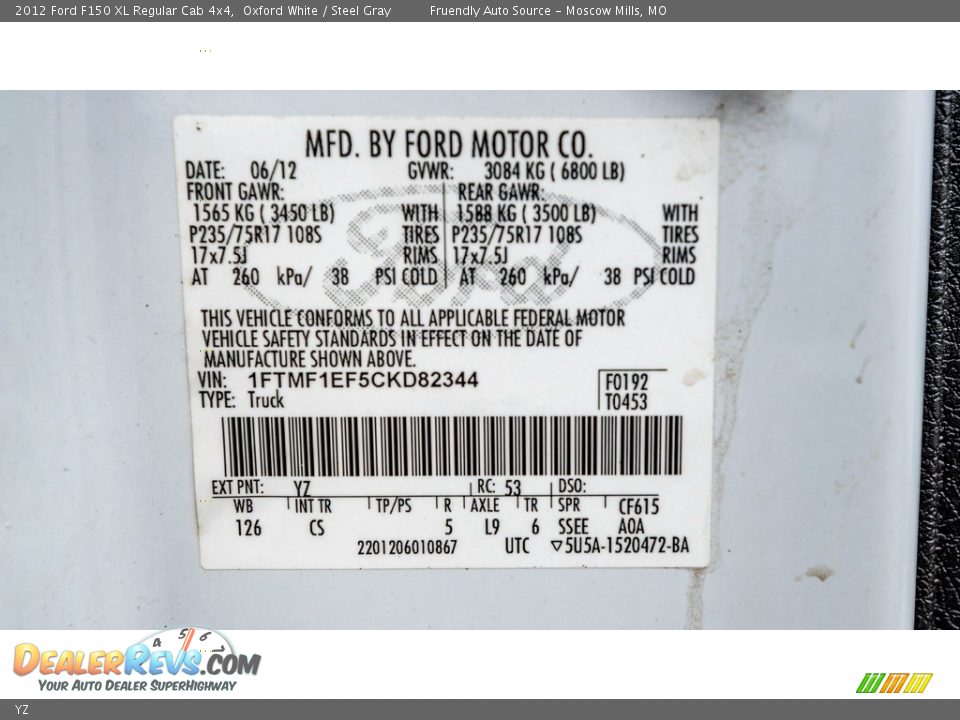 2012 Ford F150 XL Regular Cab 4x4, Oxford White / Steel Gray Fruendly Auto Source - Moscow Mills, MO
...
MFD. BY FORD MOTOR CO.
DATE: 06/12 GVWR: 3084 KG ( 6800 LB)
FRONT GAWR: REAR GAWR:
1565 KG ( 3450 LB) WITH 1588 KG ( 3500 LB) WITH
P235/75R17 108S TIRES P235/75R17 108S TIRES
17x7.5J RIMS 17x7.5J RIMS
AT 260 kPa/ 38 PSI COLD AT 260 kPa/ 38 PSI COLD
Ford
THIS VEHICLE CONFORMS TO ALL APPLICABLE FEDERAL MOTOR
VEHICLE SAFETY STANDARDS IN EFFECT ON THE DATE OF
MANUFACTURE SHOWN ABOVE.
VIN: 1FTMF1EF5CKD82344 F0192
TYPE: Truck T0453
EXT PNT: YZ RC: 53 DSO:
WB INT TR TP/PS R AXLE TR SPR CF615
126 CS 5 L9 6 SSEE A0A
2201206010867 UTC ▽5U5A-1520472-BA
4 5 6
DEALERREVS.COM
YOUR AUTO DEALER SUPERHIGHWAY
YZ